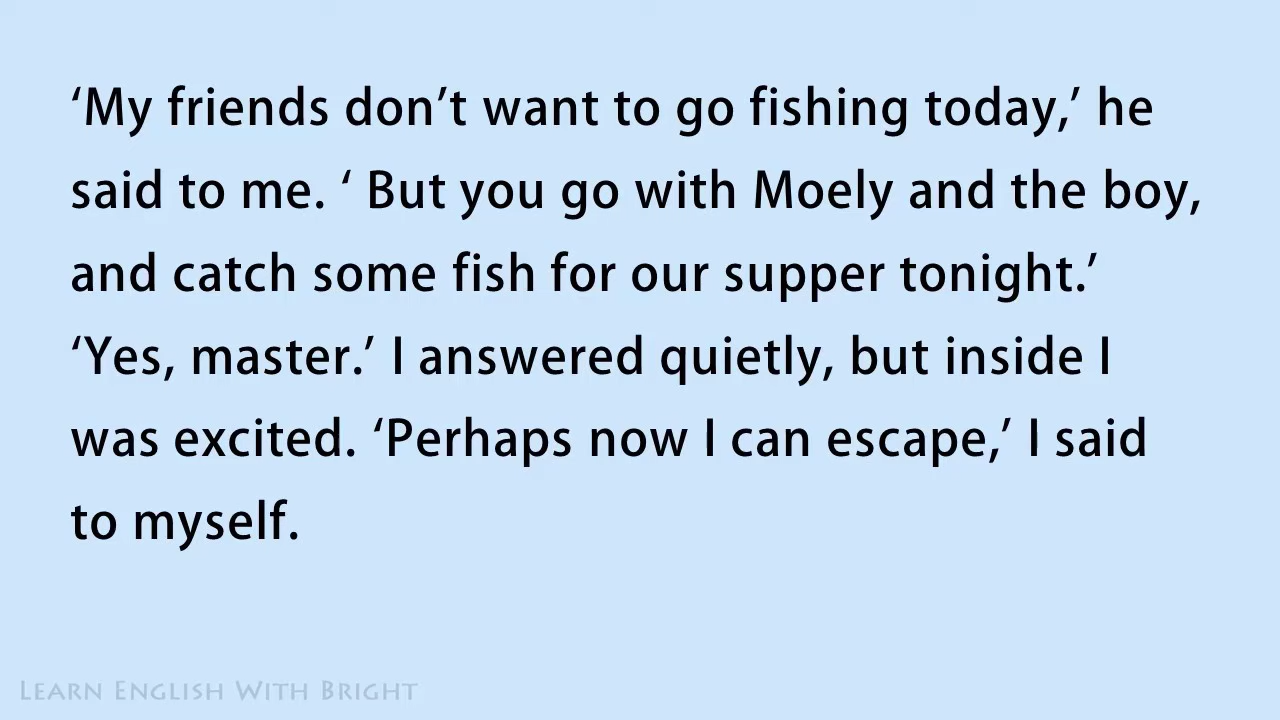 ‘My friends don’t want to go fishing today,’ he
said to me. ‘ But you go with Moely and the boy,
and catch some fish for our supper tonight.’
‘Yes, master.’ I answered quietly, but inside I
was excited. ‘Perhaps now I can escape,’ I said
to myself.
LEARN ENGLISH WITH BRIGHT